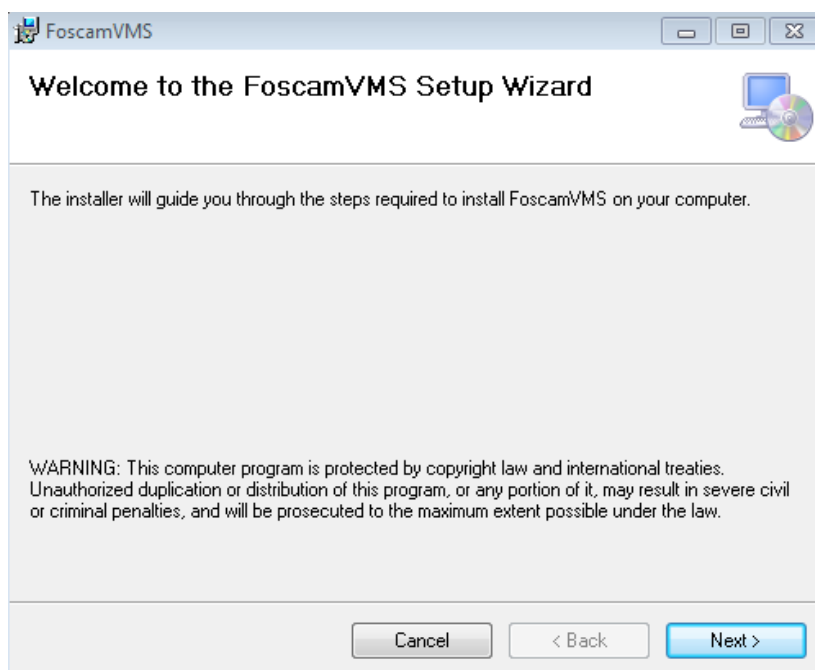 FoscamVMS
Welcome to the FoscamVMS Setup Wizard
The installer will guide you through the steps required to install FoscamVMS on your computer.
WARNING: This computer program is protected by copyright law and international treaties.
Unauthorized duplication or distribution of this program, or any portion of it, may result in severe civil
or criminal penalties, and will be prosecuted to the maximum extent possible under the law.
Cancel
< Back
Next >